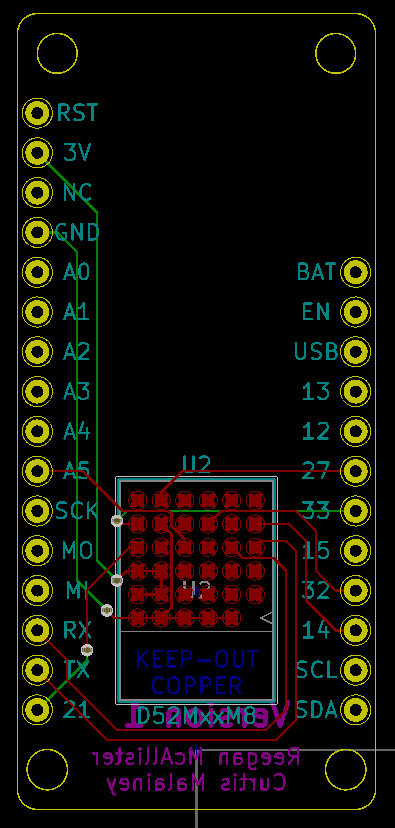 RST
3V
NC
GND
A0
BAT
A1
EN
A2
USB
A3
13
A4
12
A5
U2
27
SCK
33
MO
15
MI
32
RX
14
TX
KEEP-OUT
SCL
COPPER
21
D52MxxM8
Version 1
SDA
Reegan McAllister
Curtis Malainey